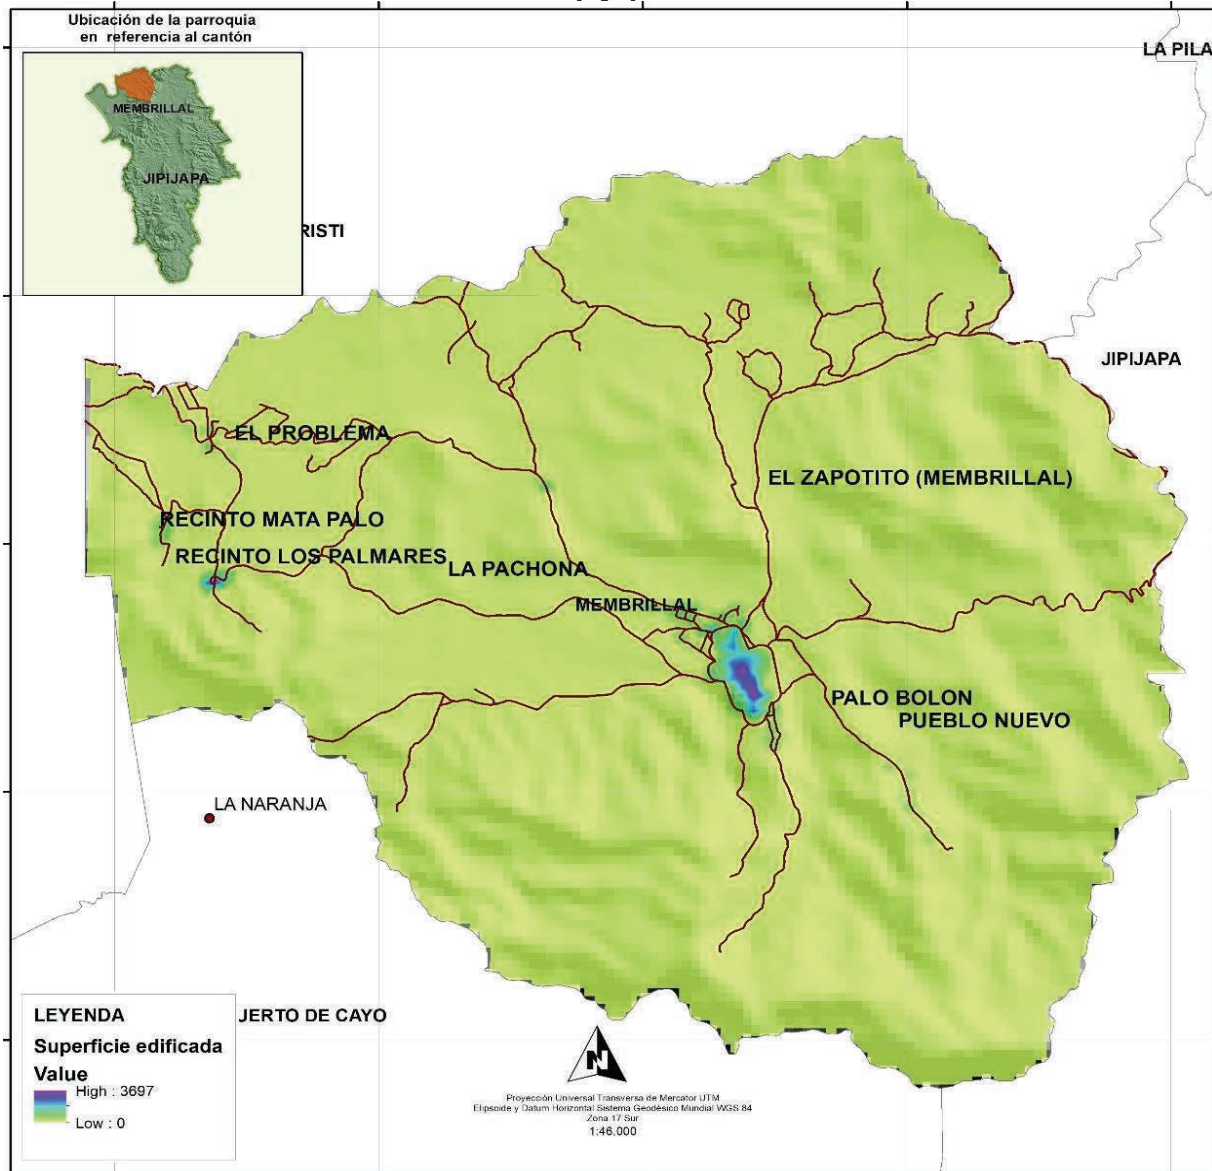 Ubicación de la parroquia
en referencia al cantón
MEMBRILLAL
JIPIJAPA
LA PILA
RISTI
JIPIJAPA
EL PROBLEMA
EL ZAPOTITO (MEMBRILLAL)
RECINTO MATA PALO
RECINTO LOS PALMARES
LA PACHONA
MEMBRILLAL
PALO BOLON
PUEBLO NUEVO
LA NARANJA
JERTO DE CAYO
LEYENDA
Superficie edificada
Value
High : 3697
Low : 0
N
Proyección Universal Transversa de Mercator UTM
Elipsoide y Datum Horizontal Sistema Geodésico Mundial WGS 84
Zona 17 Sur
1:46.000